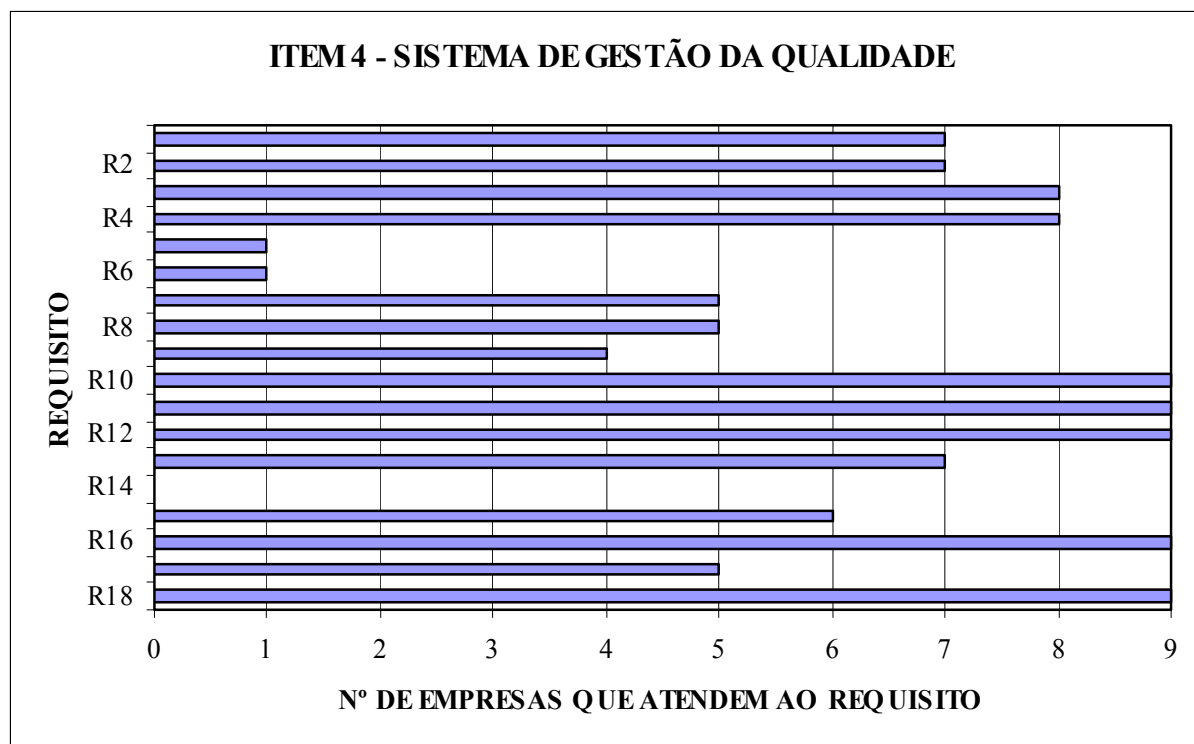 ITEM 4 - SISTEMA DE GESTÃO DA QUALIDADE
REQUISITO
R2
R4
R6
R8
R10
R12
R14
R16
R18
0 1 2 3 4 5 6 7 8 9
Nº DE EMPRESAS QUE ATENDEM AO REQUISITO